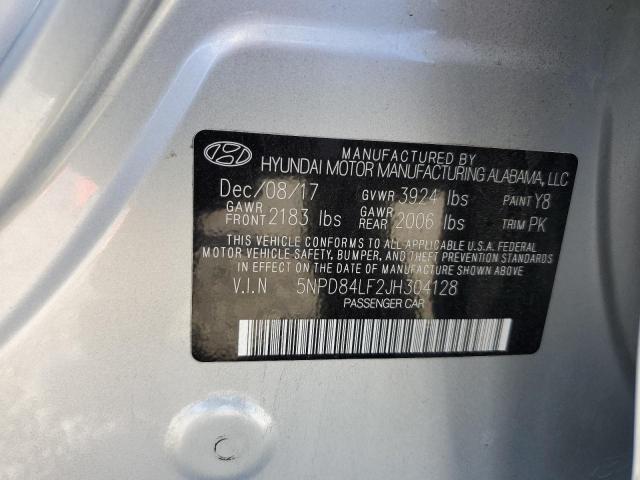 MANUFACTURED BY
HYUNDAI MOTOR MANUFACTURING ALABAMA, LLC
Dec/08/17 GVWR 3924 lbs PAINT Y8
GAWR FRONT 2183 lbs GAWR REAR 2006 lbs TRIM PK
THIS VEHICLE CONFORMS TO ALL APPLICABLE U.S.A. FEDERAL
MOTOR VEHICLE SAFETY, BUMPER, AND THEFT PREVENTION STANDARDS
IN EFFECT ON THE DATE OF MANUFACTURE SHOWN ABOVE.
V.I.N 5NPD84LF2JH304128
PASSENGER CAR